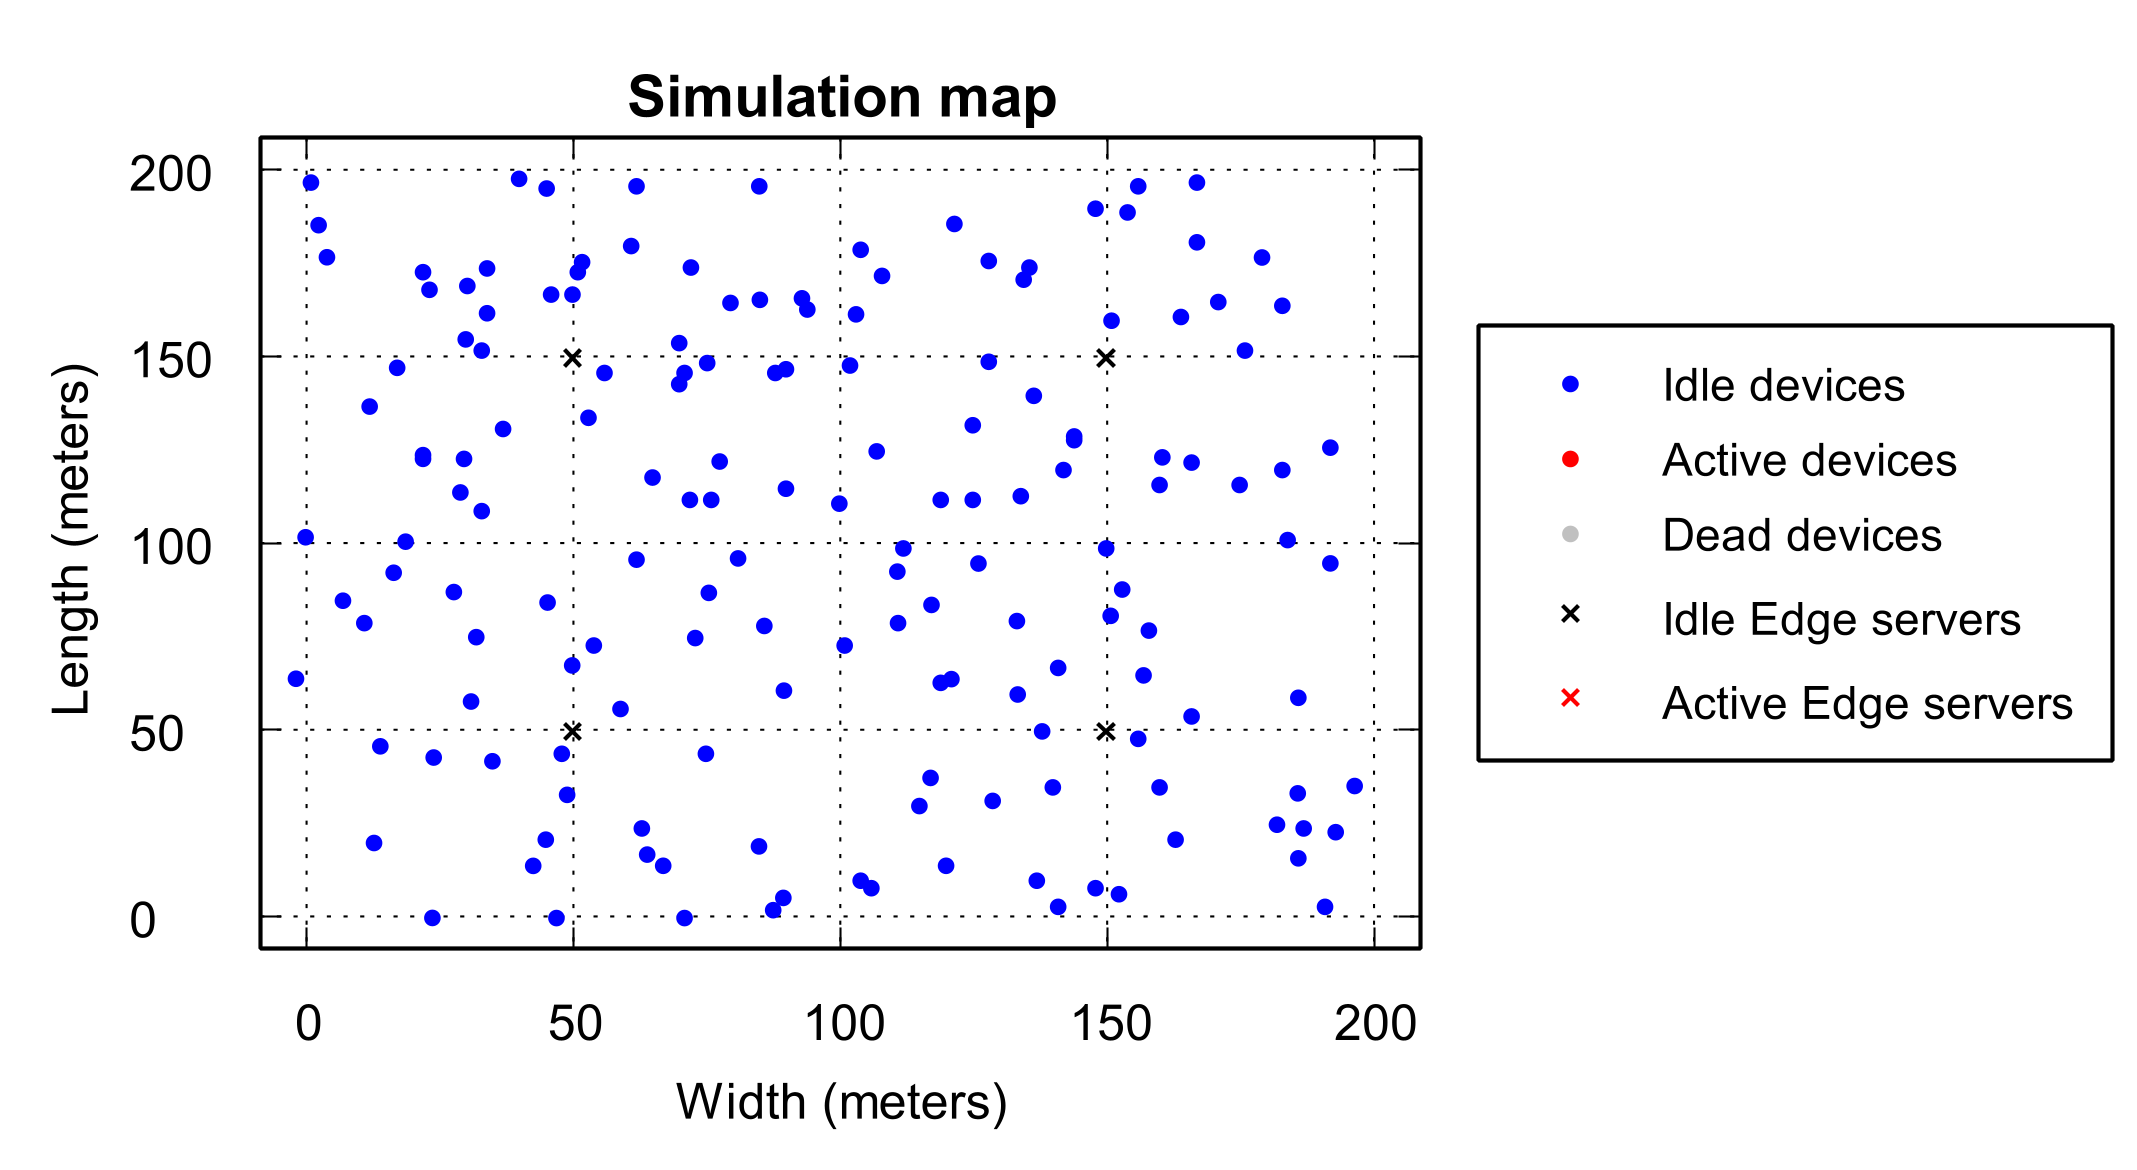 Simulation map
200
150
100
50
0
Length (meters)
0 50 100 150 200
Width (meters)
Idle devices
Active devices
Dead devices
Idle Edge servers
Active Edge servers